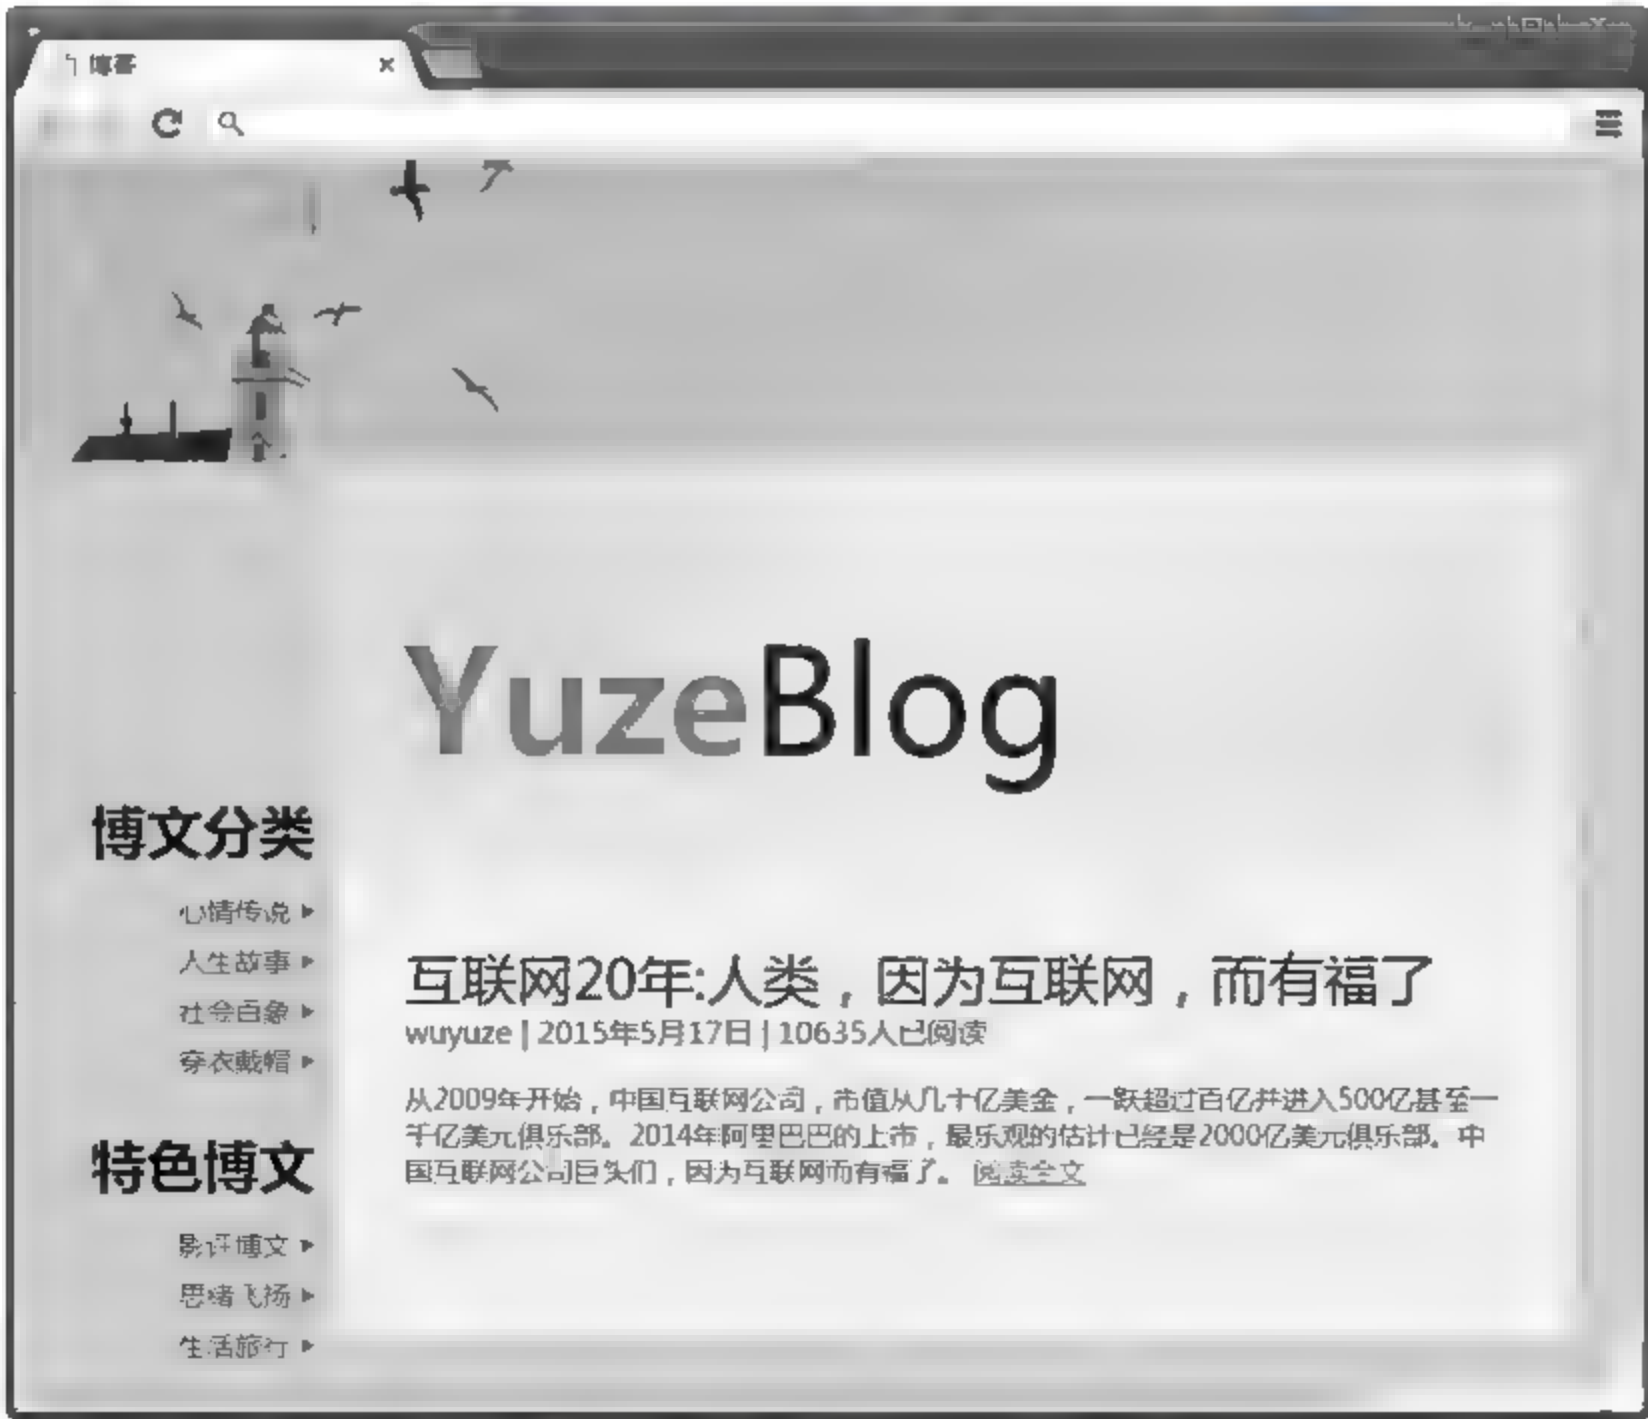 博客
YuzeBlog
博文分类
心情传说
人生故事
社会百象
穿衣戴帽
特色博文
影评博文
思绪飞扬
生活旅行
互联网20年:人类，因为互联网，而有福了
wuyuze | 2015年5月17日 | 10635人已阅读
从2009年开始，中国互联网公司，市值从几十亿美金，一跃超过百亿并进入500亿甚至一
千亿美元俱乐部。2014年阿里巴巴的上市，最乐观的估计已经是2000亿美元俱乐部。中
国互联网公司巨头们，因为互联网而有福了。 阅读全文